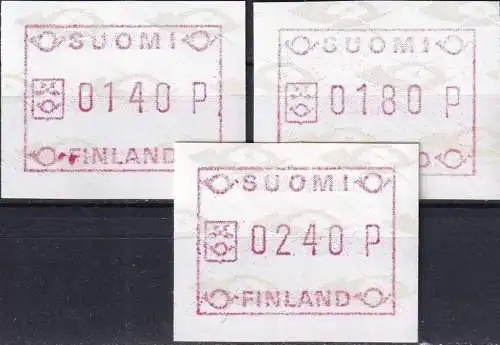 SUOMI
0140 P
FINLAND
SUOMI
0180 P
D
SUOMI
0240 P
FINLAND